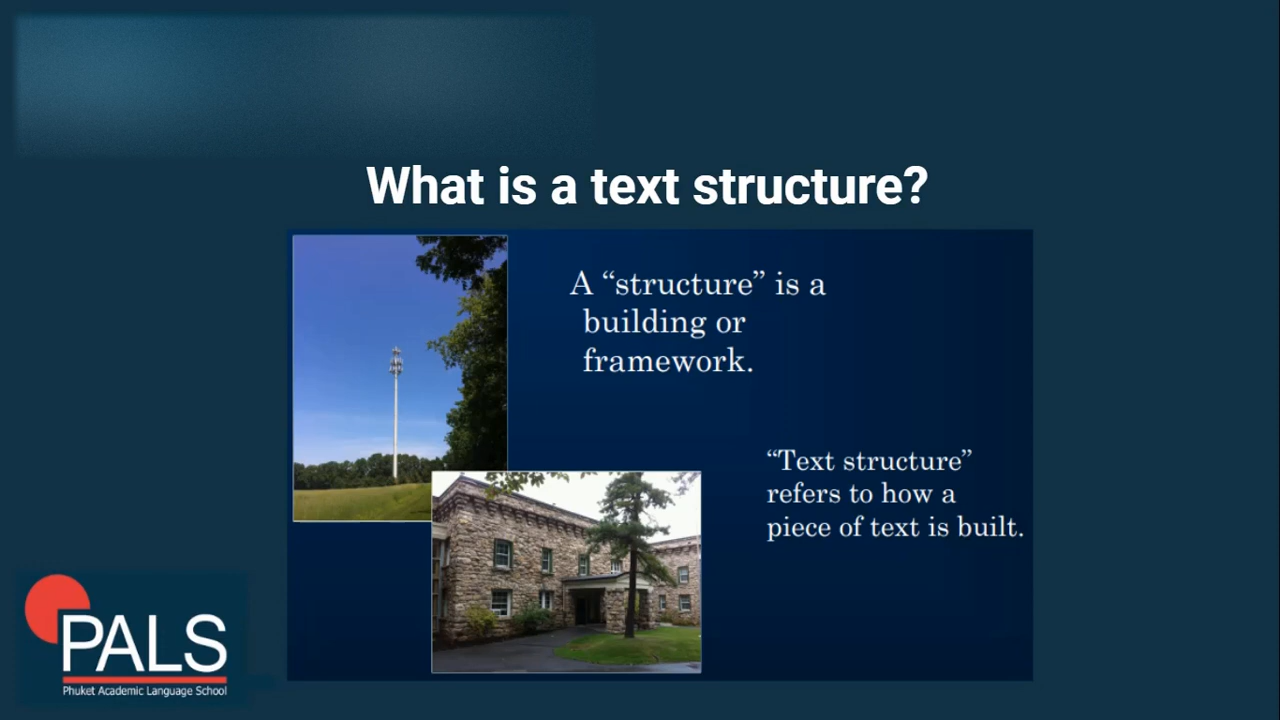 What is a text structure?
A “structure” is a
building or
framework.
“Text structure”
refers to how a
piece of text is built.
PALS
Phuket Academic Language School